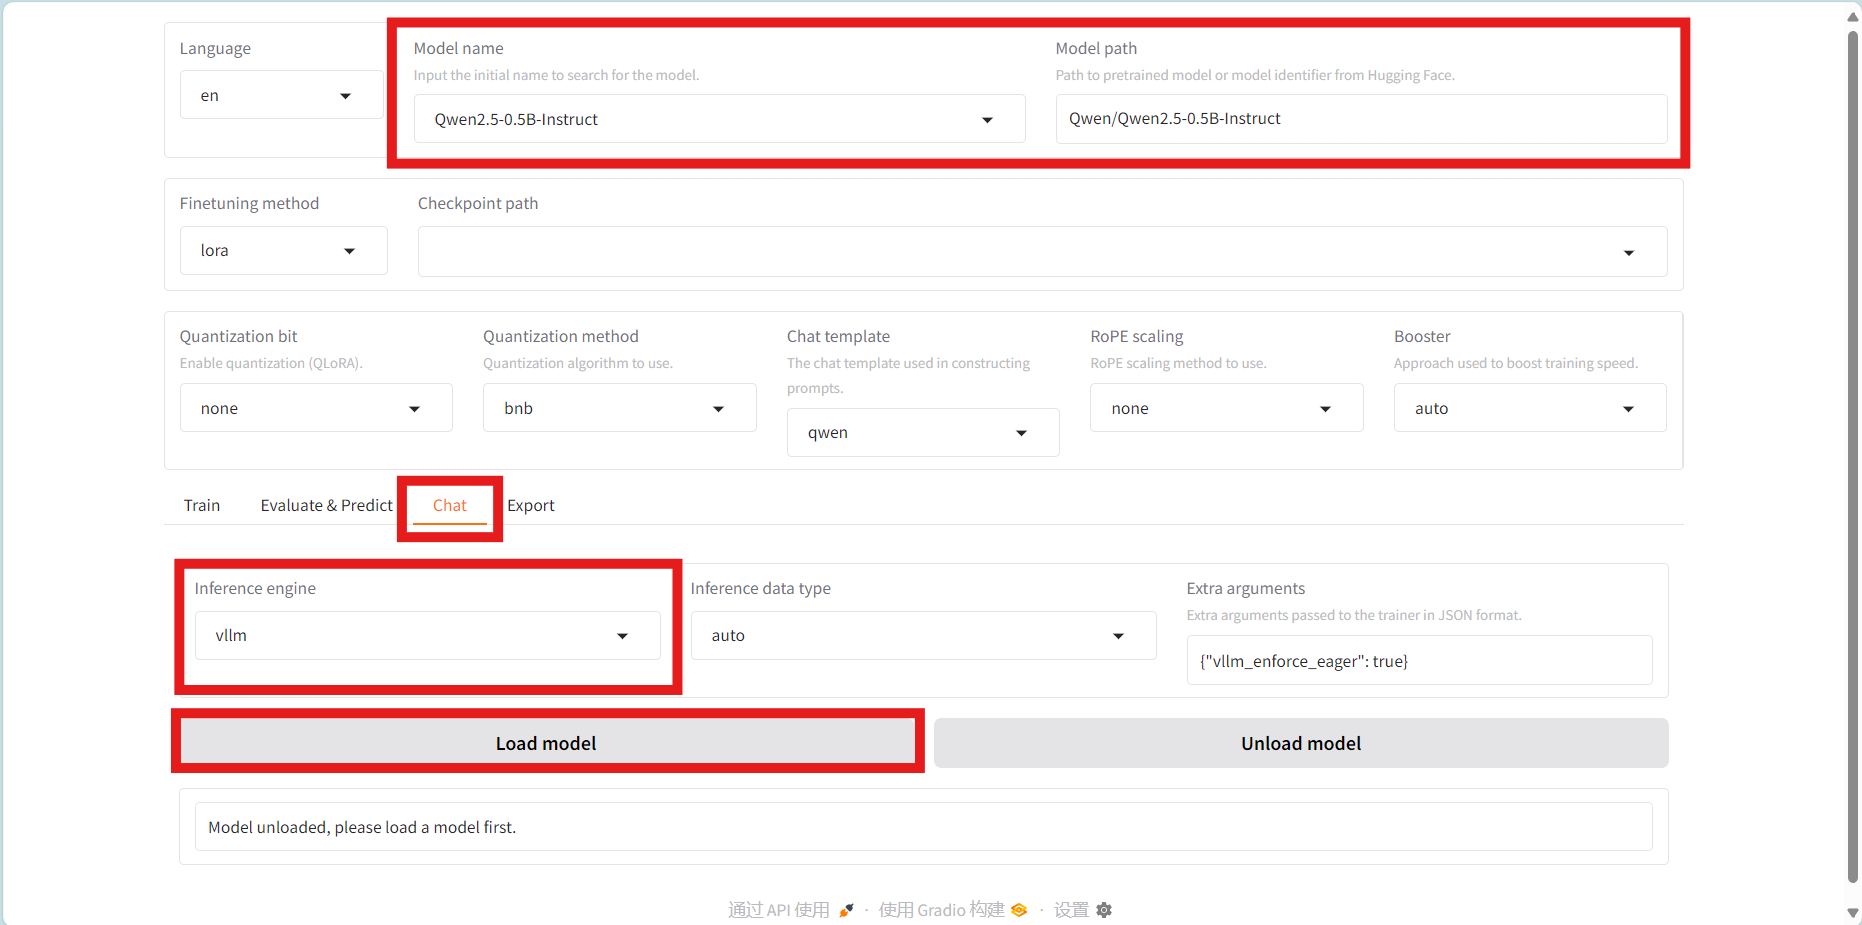 Language
en
Model name
Input the initial name to search for the model.
Qwen2.5-0.5B-Instruct
Model path
Path to pretrained model or model identifier from Hugging Face.
Qwen/Qwen2.5-0.5B-Instruct
Finetuning method
lora
Checkpoint path
Quantization bit
Enable quantization (QLoRA).
none
Quantization method
Quantization algorithm to use.
bnb
Chat template
The chat template used in constructing
prompts.
qwen
RoPE scaling
RoPE scaling method to use.
none
Booster
Approach used to boost training speed.
auto
Train Evaluate & Predict Chat Export
Inference engine
vllm
Inference data type
auto
Extra arguments
Extra arguments passed to the trainer in JSON format.
{"vllm_enforce_eager": true}
Load model
Unload model
Model unloaded, please load a model first.
通过 API 使用 · 使用 Gradio 构建 · 设置